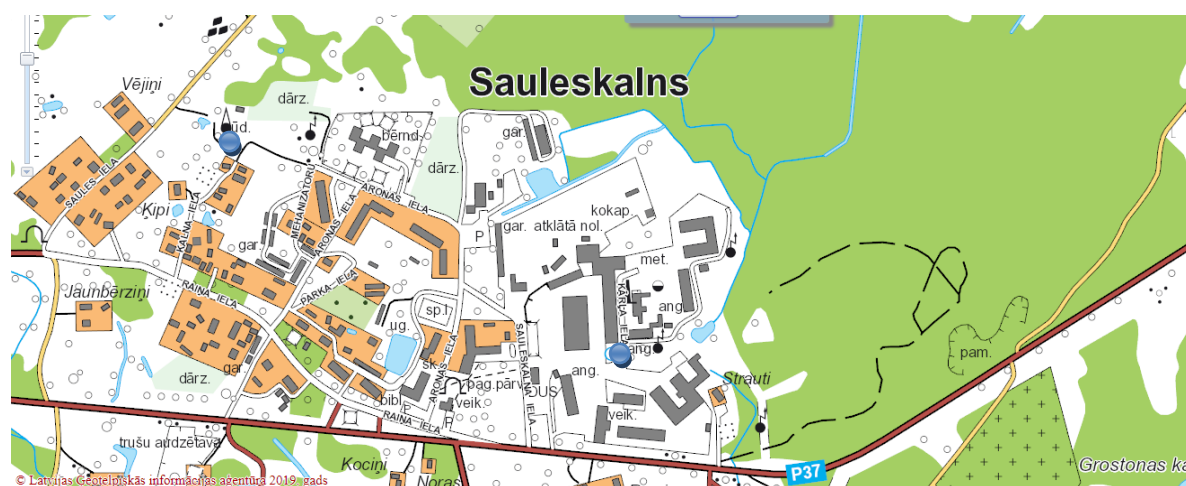 Sauleskalns
Vējiņi
dārz.
bērnd.
gar.
dārz.
SAULES IELA
Ķipi
KALNA IELA
MEHANIZATORU
ARONAS IELA
ARONAS IELA
gar.
P
gar. atklātā nol.
kokap.
met.
KĀRĻA IELA
ang.
ang.
Jaunbērziņi
RAIŅA IELA
PARKA IELA
ug.
sp.l
SAULESKALNA IELA
ang.
pam.
gar.
dārz.
šk.
ARONAS IELA
pag.pārv.
DUS
Strauti
bibl.
P
veik.
veik.
RAIŅA IELA
P
trušu audzētava
Kociņi
Noras
P37
Grostonas ka
© Latvijas Ģeotelpiskās informācijas aģentūra 2019. gads